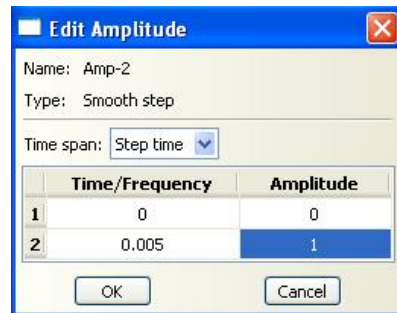 Edit Amplitude
Name: Amp-2
Type: Smooth step
Time span: Step time
Time/Frequency Amplitude
1 0 0
2 0.005 1
OK Cancel